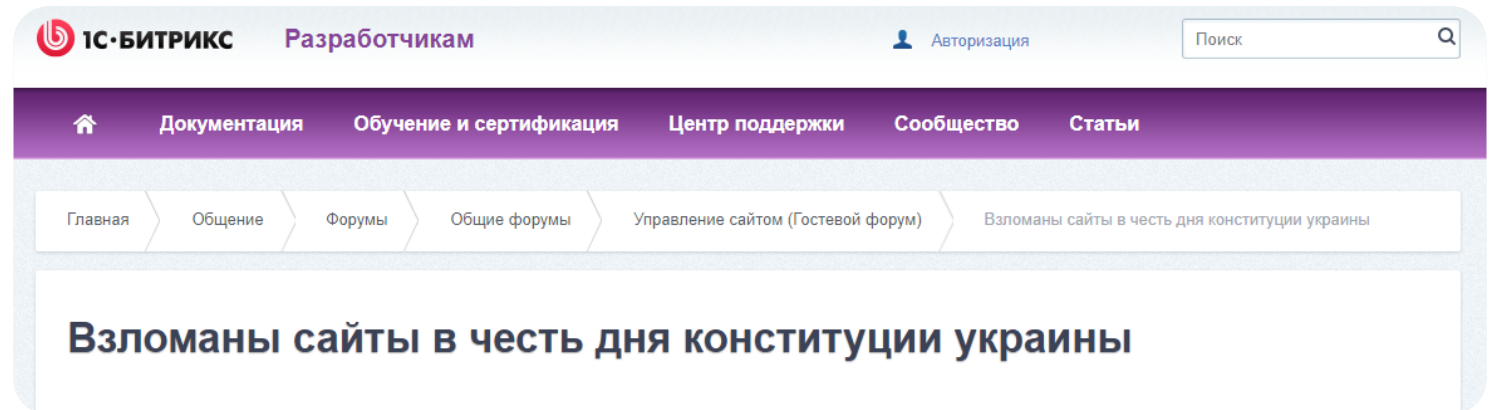 1С·БИТРИКС Разработчикам Авторизация Поиск
Документация Обучение и сертификация Центр поддержки Сообщество Статьи
Главная Общение Форумы Общие форумы Управление сайтом (Гостевой форум) Взломаны сайты в честь дня конституции украины
Взломаны сайты в честь дня конституции украины